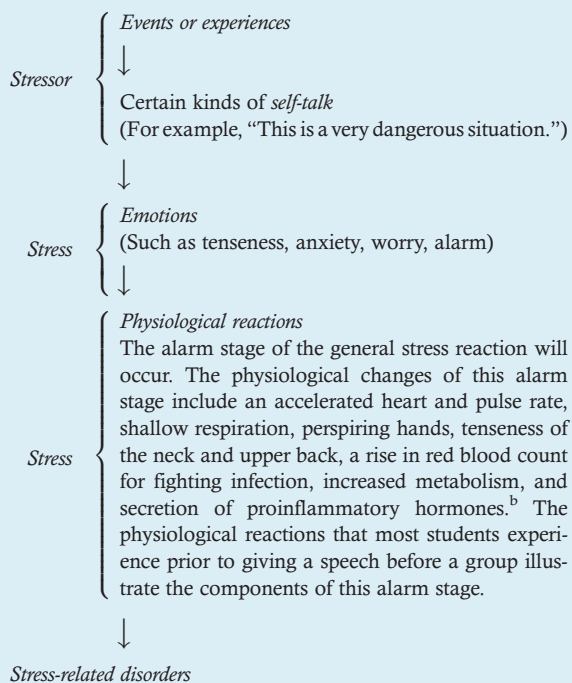 Events or experiences
↓
Stressor
Certain kinds of self-talk
(For example, “This is a very dangerous situation.”)
↓
Emotions
Stress
(Such as tenseness, anxiety, worry, alarm)
↓
Physiological reactions
The alarm stage of the general stress reaction will
occur. The physiological changes of this alarm
stage include an accelerated heart and pulse rate,
shallow respiration, perspiring hands, tenseness of
the neck and upper back, a rise in red blood count
Stress
for fighting infection, increased metabolism, and
secretion of proinflammatory hormones.b The
physiological reactions that most students experi-
ence prior to giving a speech before a group illus-
trate the components of this alarm stage.
↓
Stress-related disorders